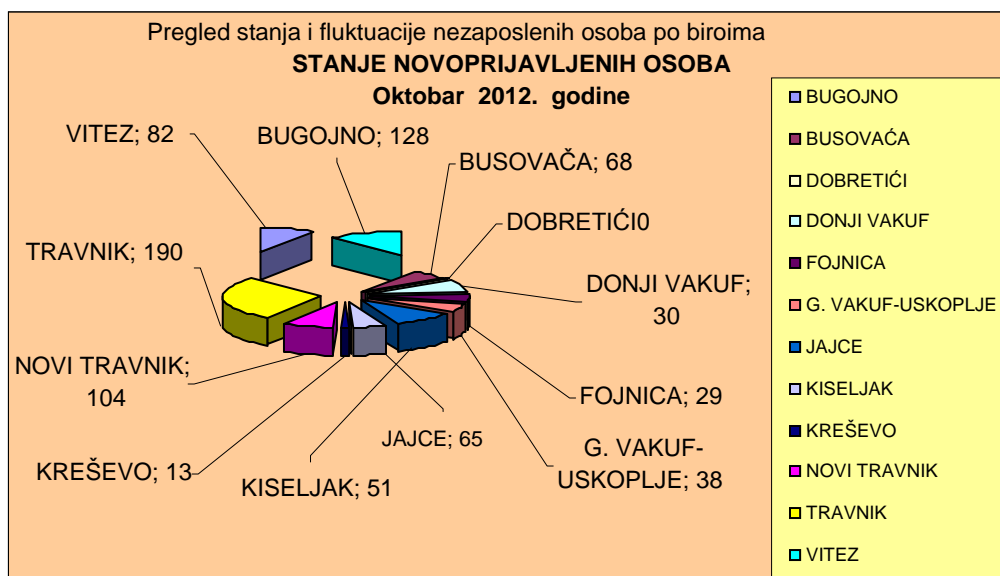 Pregled stanja i fluktuacije nezaposlenih osoba po biroima
STANJE NOVOPRIJAVLJENIH OSOBA
Oktobar 2012. godine
VITEZ; 82
BUGOJNO; 128
BUSOVAČA; 68
DOBRETIĆI0
TRAVNIK; 190
DONJI VAKUF;
30
NOVI TRAVNIK;
104
FOJNICA; 29
JAJCE; 65
G. VAKUF-
USKOPLJE; 38
KREŠEVO; 13
KISELJAK; 51
BUGOJNO
BUSOVAĆA
DOBRETIĆI
DONJI VAKUF
FOJNICA
G. VAKUF-USKOPLJE
JAJCE
KISELJAK
KREŠEVO
NOVI TRAVNIK
TRAVNIK
VITEZ